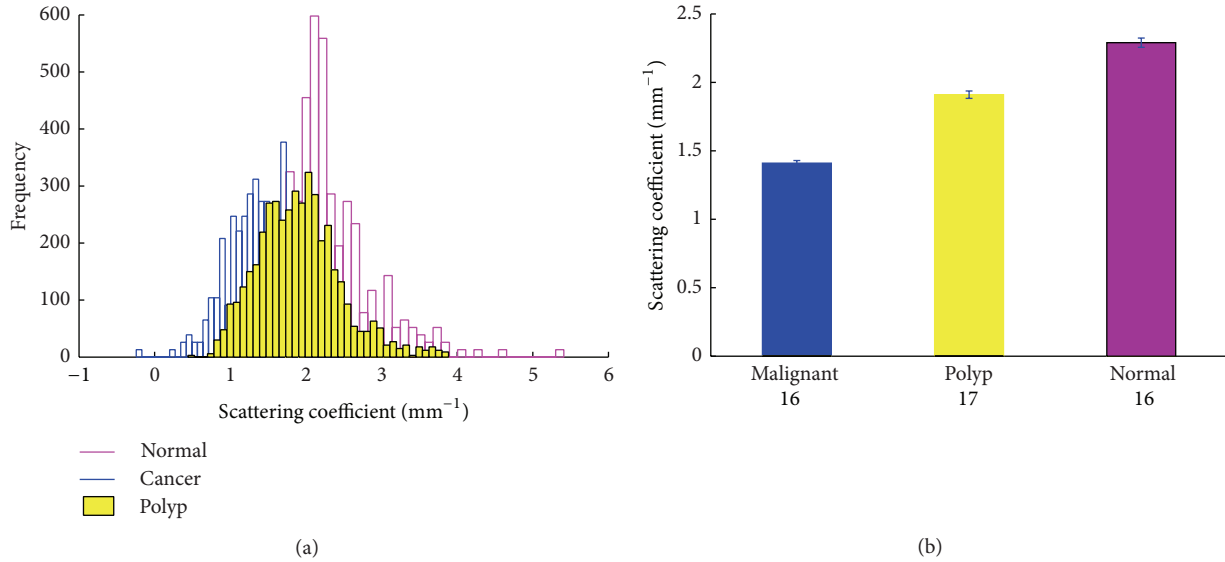 600
500
400
300
200
100
0
Frequency
−1 0 1 2 3 4 5 6
Scattering coefficient (mm⁻¹)
Normal
Cancer
Polyp
(a)
2.5
2
1.5
1
0.5
0
Scattering coefficient (mm⁻¹)
Malignant Polyp Normal
16 17 16
(b)